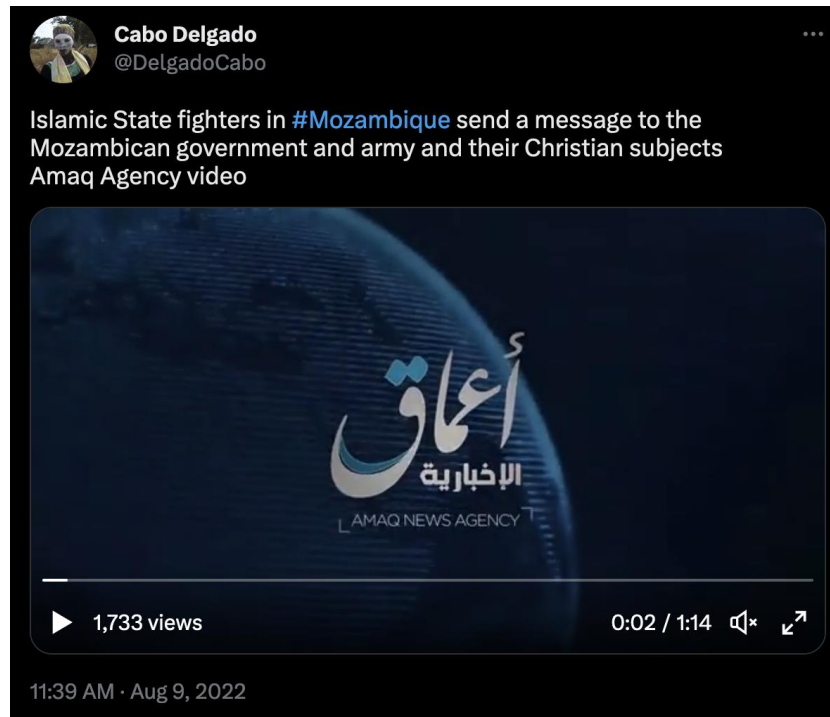 Cabo Delgado
@DelgadoCabo
Islamic State fighters in #Mozambique send a message to the
Mozambican government and army and their Christian subjects
Amaq Agency video
أعماق
الإخبارية
AMAQ NEWS AGENCY
1,733 views
0:02 / 1:14
11:39 AM · Aug 9, 2022